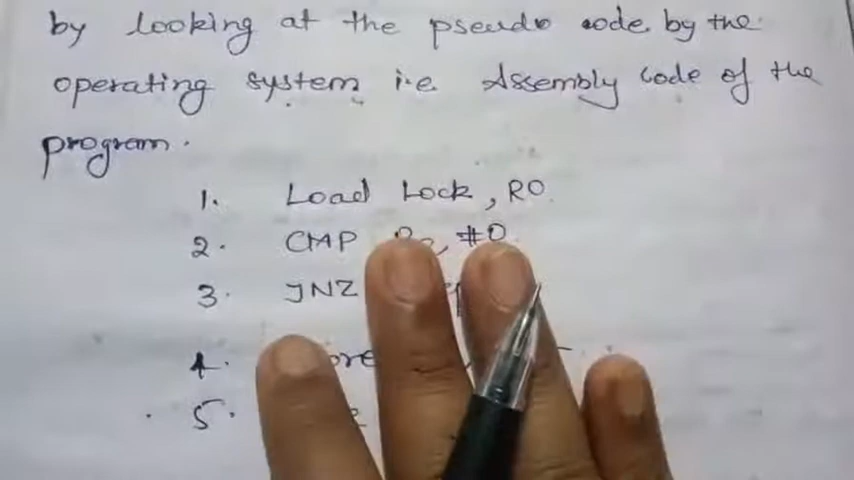 by looking at the pseudo code by the
operating system i.e Assembly code of the
program.
1. Load Lock, R0
2. CMP #0
3. JNZ
4.
5.